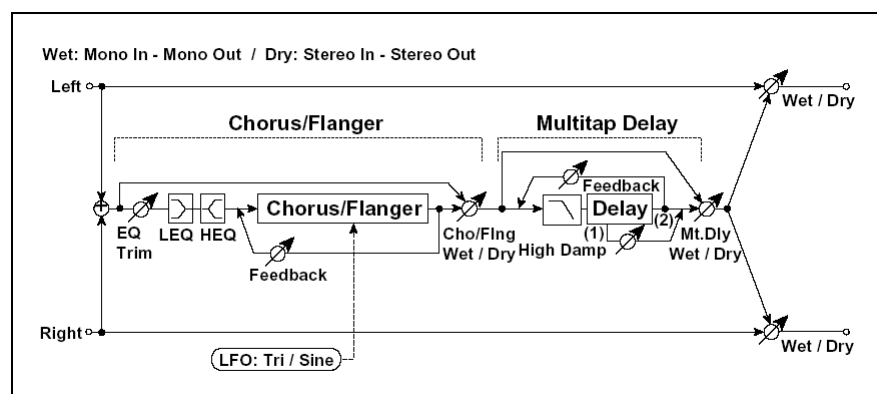 Wet: Mono In - Mono Out / Dry: Stereo In - Stereo Out
Left
Wet / Dry
Chorus/Flanger
Multitap Delay
Feedback
Chorus/Flanger
Delay
EQ
Trim
LEQ
HEQ
Feedback
Cho/Flng
Wet / Dry
High Damp
(1)
(2)
Mt.Dly
Wet / Dry
Right
Wet / Dry
LFO: Tri / Sine